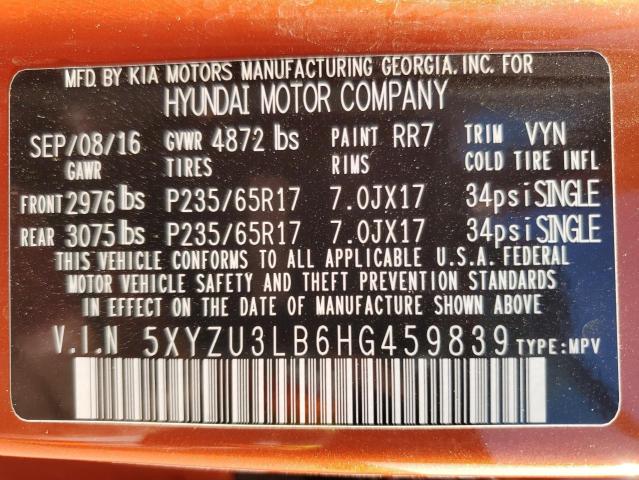 MFD. BY KIA MOTORS MANUFACTURING GEORGIA, INC. FOR
HYUNDAI MOTOR COMPANY
SEP/08/16 GVWR 4872 lbs PAINT RR7 TRIM VYN
GAWR TIRES RIMS COLD TIRE INFL
FRONT 2976 lbs P235/65R17 7.0JX17 34psi SINGLE
REAR 3075 lbs P235/65R17 7.0JX17 34psi SINGLE
THIS VEHICLE CONFORMS TO ALL APPLICABLE U.S.A. FEDERAL
MOTOR VEHICLE SAFETY AND THEFT PREVENTION STANDARDS
IN EFFECT ON THE DATE OF MANUFACTURE SHOWN ABOVE
V.I.N 5XYZU3LB6HG459839 TYPE:MPV